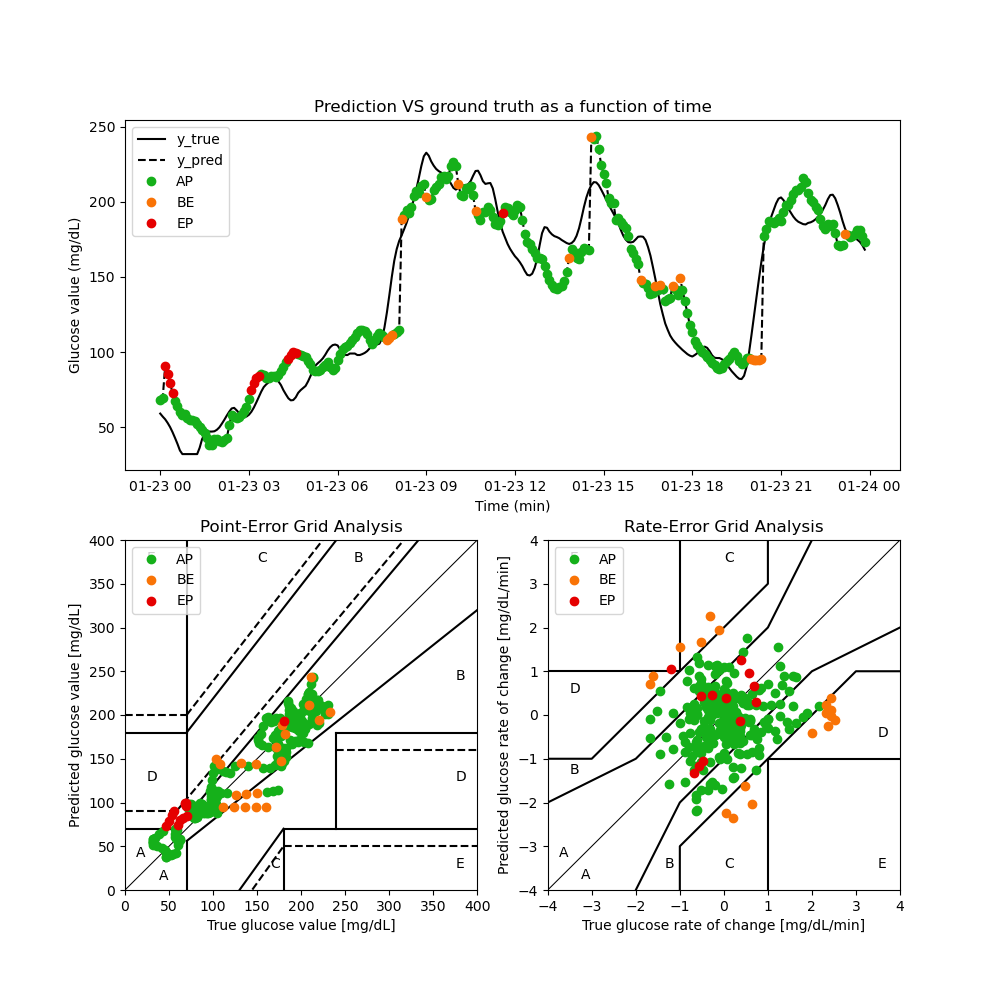 Prediction VS ground truth as a function of time
250
200
150
100
50
Glucose value (mg/dL)
y_true
y_pred
AP
BE
EP
01-23 00 01-23 03 01-23 06 01-23 09 01-23 12 01-23 15 01-23 18 01-23 21 01-24 00
Time (min)
Point-Error Grid Analysis
400
350
300
250
200
150
100
50
0
Predicted glucose value [mg/dL]
AP
BE
EP
C
B
B
D
D
A
A
C
E
0 50 100 150 200 250 300 350 400
True glucose value [mg/dL]
Rate-Error Grid Analysis
4
3
2
1
0
−1
−2
−3
−4
Predicted glucose rate of change [mg/dL/min]
AP
BE
EP
C
D
D
B
A
A
B
C
E
−4 −3 −2 −1 0 1 2 3 4
True glucose rate of change [mg/dL/min]